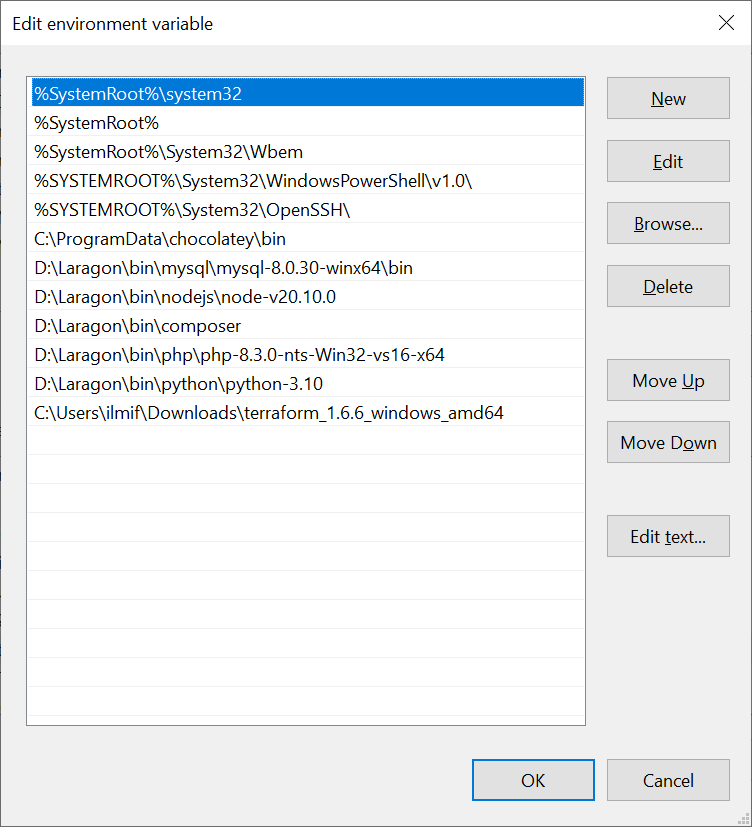 Edit environment variable
%SystemRoot%\system32
%SystemRoot%
%SystemRoot%\System32\Wbem
%SYSTEMROOT%\System32\WindowsPowerShell\v1.0\
%SYSTEMROOT%\System32\OpenSSH\
C:\ProgramData\chocolatey\bin
D:\Laragon\bin\mysql\mysql-8.0.30-winx64\bin
D:\Laragon\bin\nodejs\node-v20.10.0
D:\Laragon\bin\composer
D:\Laragon\bin\php\php-8.3.0-nts-Win32-vs16-x64
D:\Laragon\bin\python\python-3.10
C:\Users\ilmif\Downloads\terraform_1.6.6_windows_amd64
New
Edit
Browse...
Delete
Move Up
Move Down
Edit text...
OK
Cancel